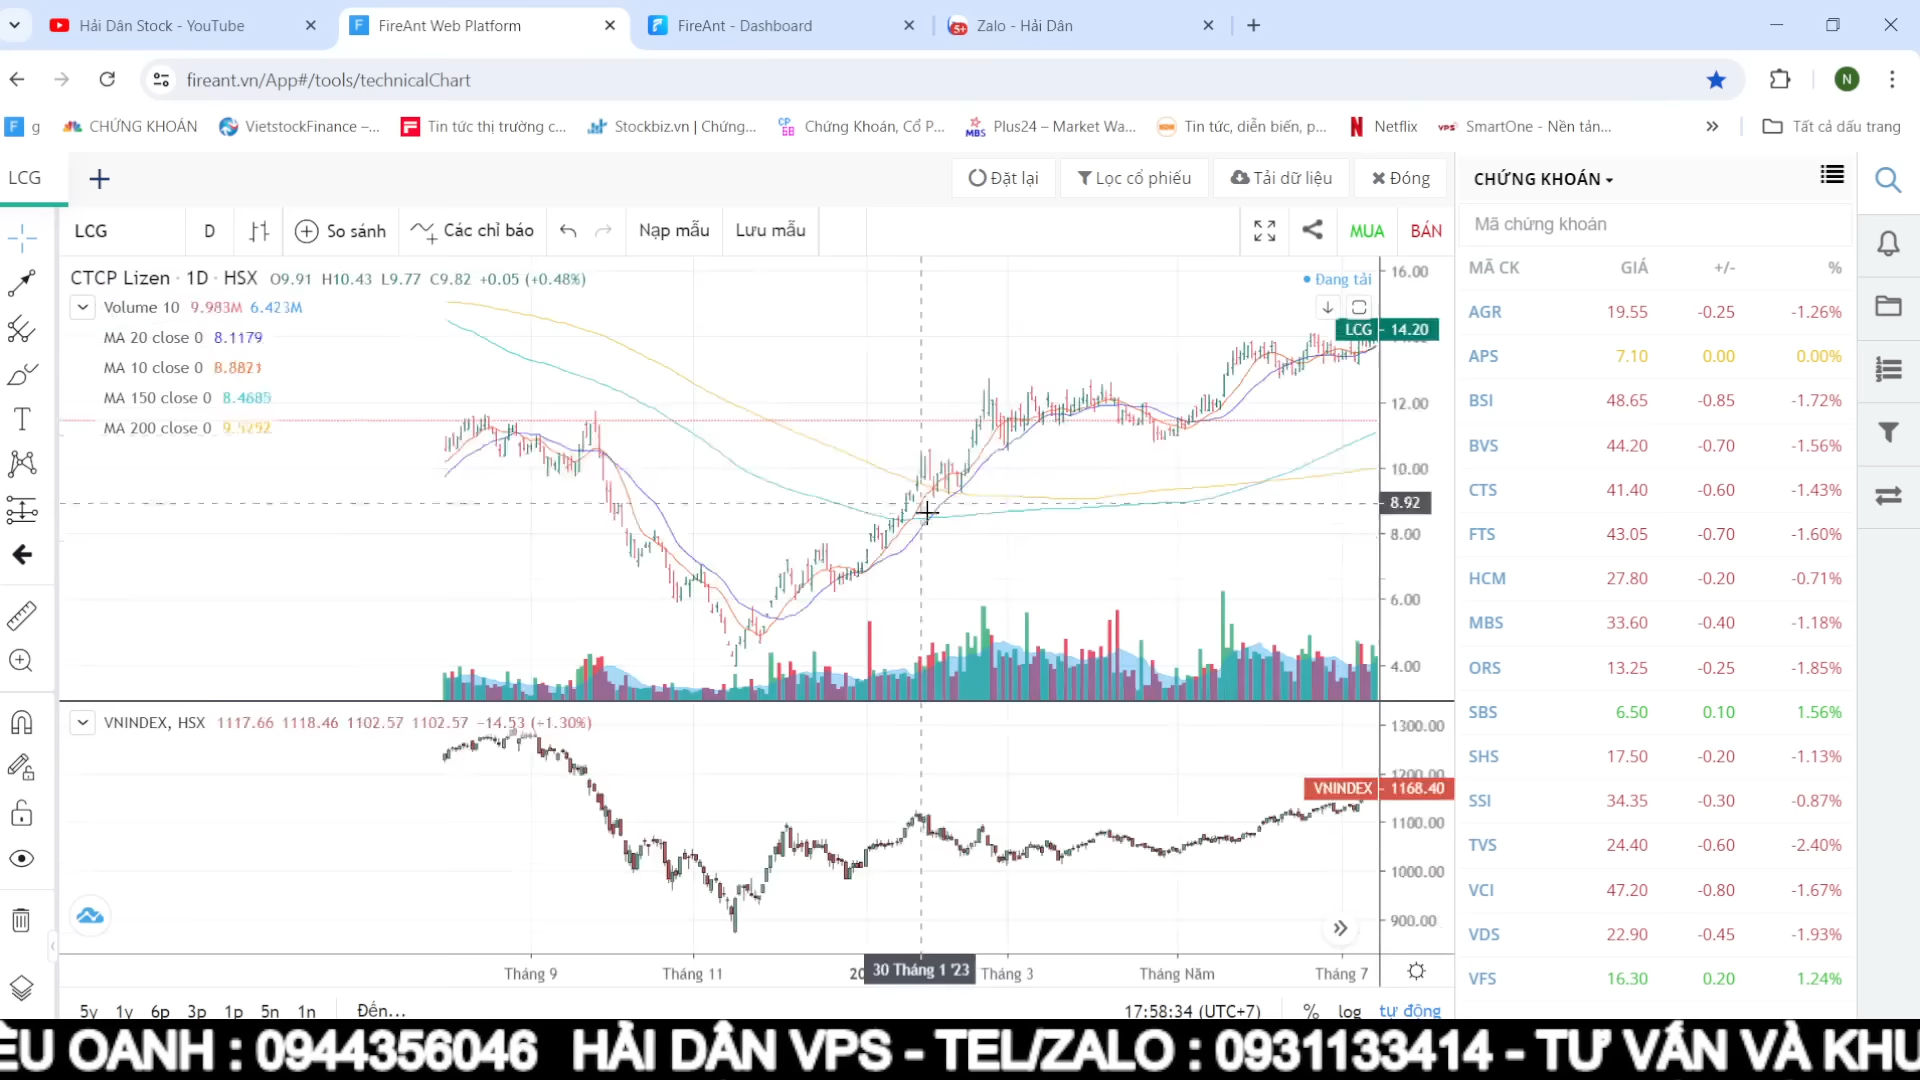 Hải Dân Stock - YouTube
FireAnt Web Platform
FireAnt - Dashboard
Zalo - Hải Dân
fireant.vn/App#/tools/technicalChart
N
g
CHỨNG KHOÁN
VietstockFinance –...
Tin tức thị trường c...
Stockbiz.vn | Chứng...
Chứng Khoán, Cổ P...
Plus24 – Market Wa...
Tin tức, diễn biến, p...
Netflix
SmartOne - Nền tản...
Tất cả dấu trang
LCG
Đặt lại
Lọc cổ phiếu
Tải dữ liệu
Đóng
CHỨNG KHOÁN
LCG
D
So sánh
Các chỉ báo
Nạp mẫu
Lưu mẫu
MUA
BÁN
Mã chứng khoán
CTCP Lizen · 1D · HSX O9.91 H10.43 L9.77 C9.82 +0.05 (+0.48%)
Đang tải
Volume 10 9.983M 6.423M
MA 20 close 0 8.1179
MA 10 close 0 8.8821
MA 150 close 0 8.4685
MA 200 close 0 9.5292
16.00
LCG 14.20
12.00
10.00
8.92
8.00
6.00
4.00
VNINDEX, HSX 1117.66 1118.46 1102.57 1102.57 −14.53 (−1.30%)
1300.00
1200.00
VNINDEX 1168.40
1100.00
1000.00
900.00
Tháng 9
Tháng 11
20
30 Tháng 1 '23
Tháng 3
Tháng Năm
Tháng 7
5y 1y 6p 3p 1p 5n 1n
Đến...
17:58:34 (UTC+7)
% log tự động
MÃ CK GIÁ +/- %
AGR 19.55 -0.25 -1.26%
APS 7.10 0.00 0.00%
BSI 48.65 -0.85 -1.72%
BVS 44.20 -0.70 -1.56%
CTS 41.40 -0.60 -1.43%
FTS 43.05 -0.70 -1.60%
HCM 27.80 -0.20 -0.71%
MBS 33.60 -0.40 -1.18%
ORS 13.25 -0.25 -1.85%
SBS 6.50 0.10 1.56%
SHS 17.50 -0.20 -1.13%
SSI 34.35 -0.30 -0.87%
TVS 24.40 -0.60 -2.40%
VCI 47.20 -0.80 -1.67%
VDS 22.90 -0.45 -1.93%
VFS 16.30 0.20 1.24%
ỀU OANH : 0944356046 HẢI DÂN VPS - TEL/ZALO : 0931133414 - TƯ VẤN VÀ KHU